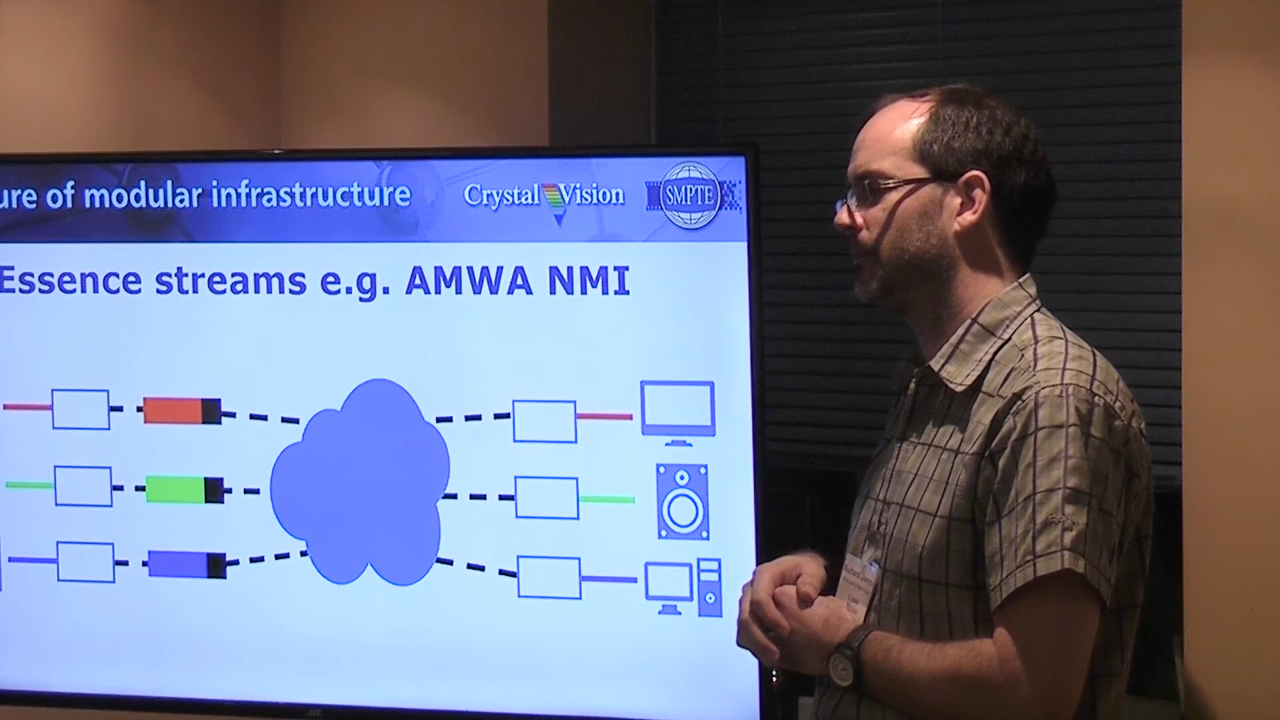 ure of modular infrastructure
Crystal Vision
SMPTE
Essence streams e.g. AMWA NMI